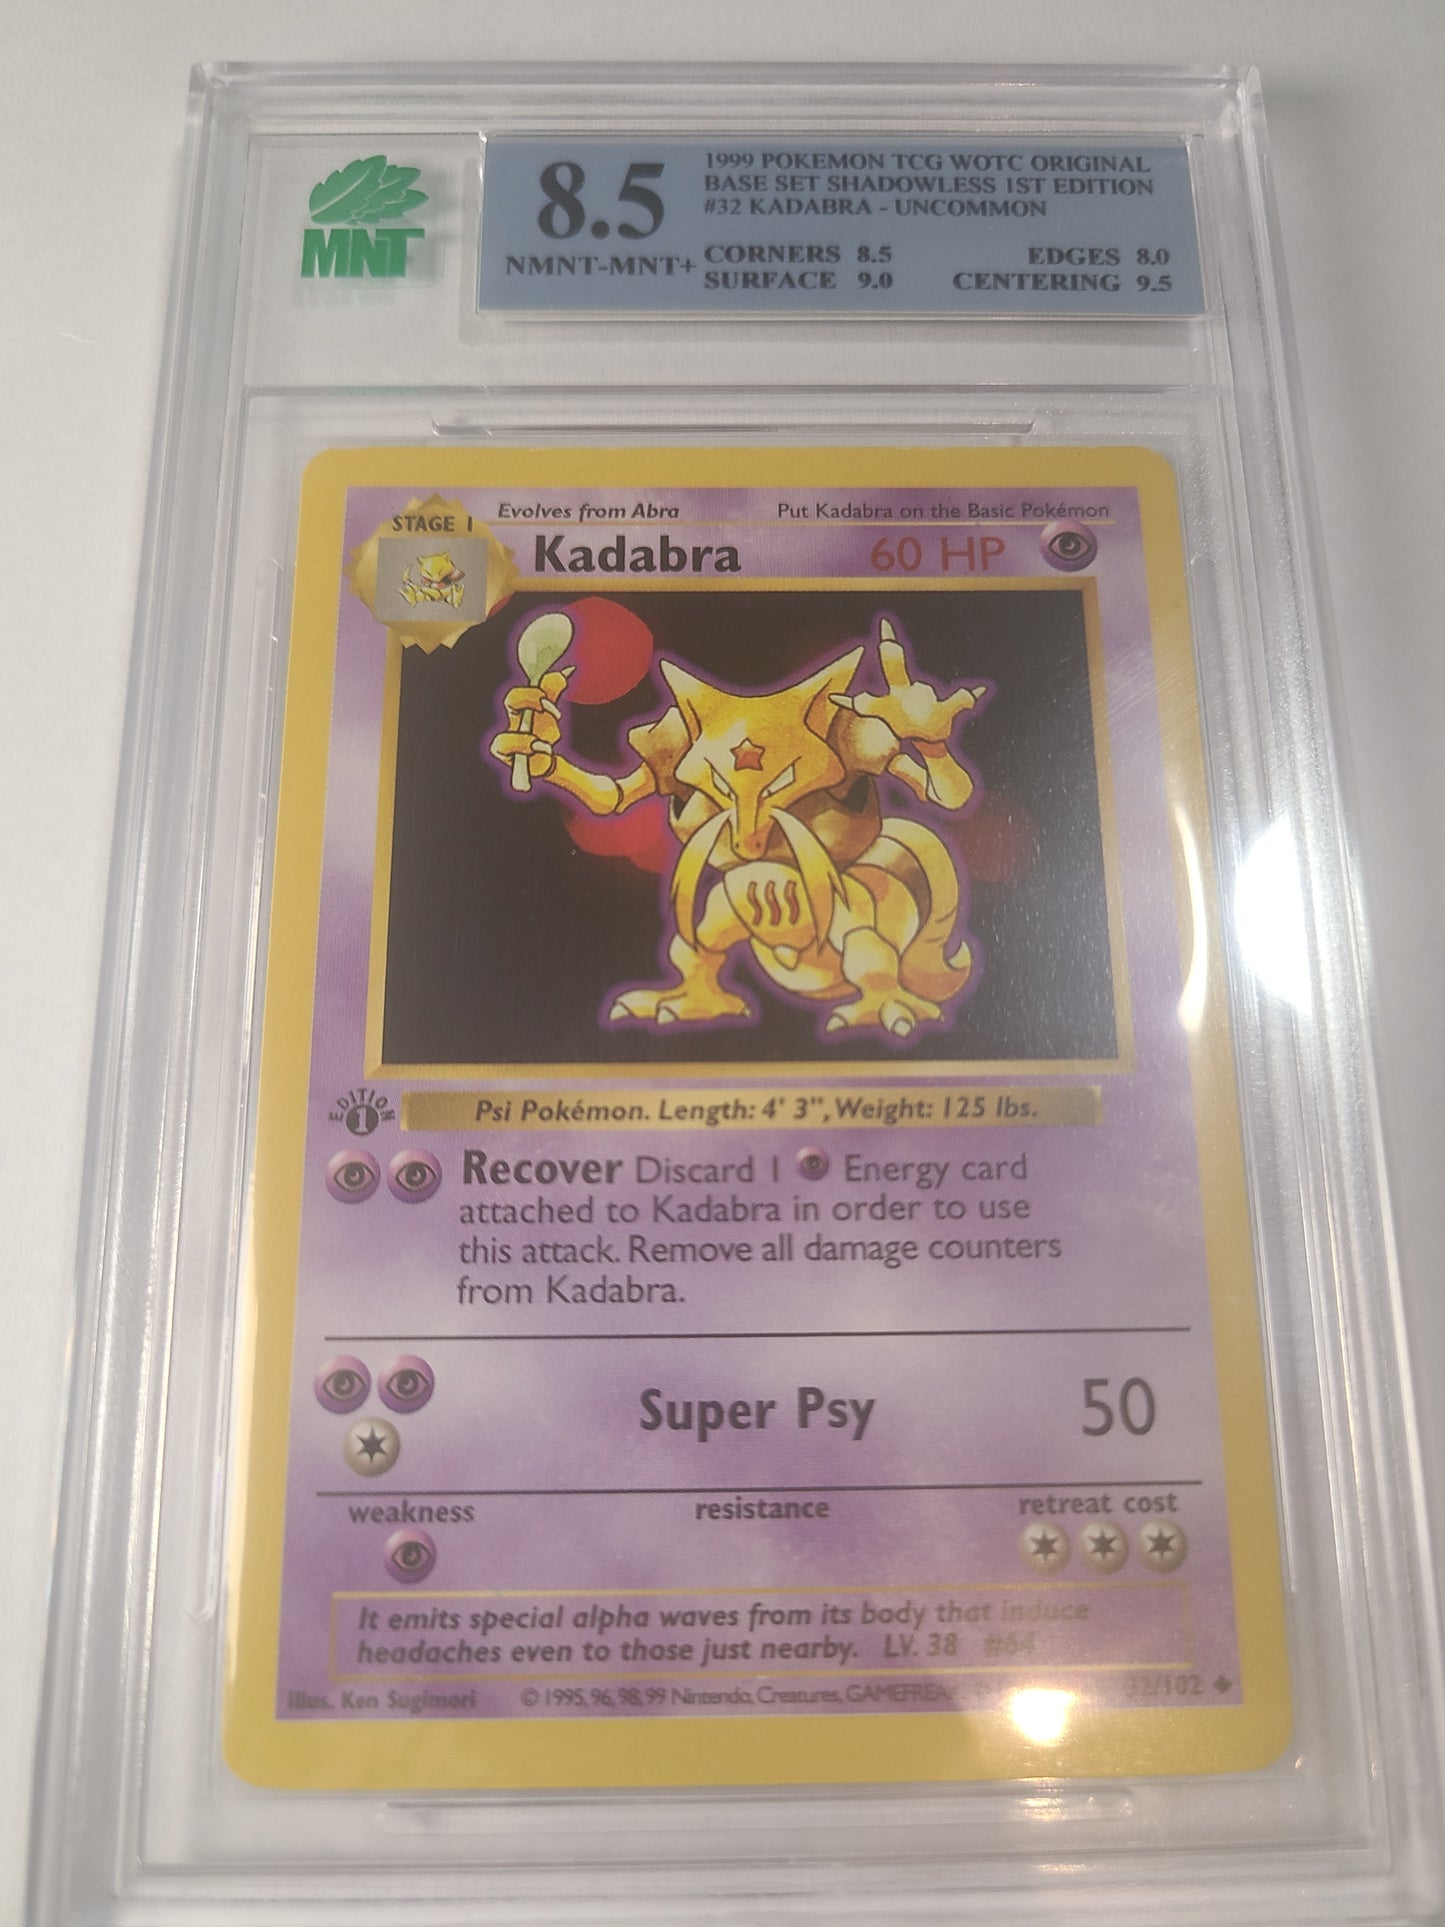 MNT
8.5
NMNT-MNT+
1999 POKEMON TCG WOTC ORIGINAL
BASE SET SHADOWLESS 1ST EDITION
#32 KADABRA - UNCOMMON
CORNERS 8.5 EDGES 8.0
SURFACE 9.0 CENTERING 9.5
STAGE 1 Evolves from Abra Put Kadabra on the Basic Pokémon
Kadabra 60 HP
EDITION 1
Psi Pokémon. Length: 4' 3", Weight: 125 lbs.
Recover Discard 1 Energy card
attached to Kadabra in order to use
this attack. Remove all damage counters
from Kadabra.
Super Psy 50
weakness resistance retreat cost
It emits special alpha waves from its body that induce
headaches even to those just nearby. LV. 38 #64
Illus. Ken Sugimori © 1995, 96, 98, 99 Nintendo, Creatures, GAMEFREAK 32/102